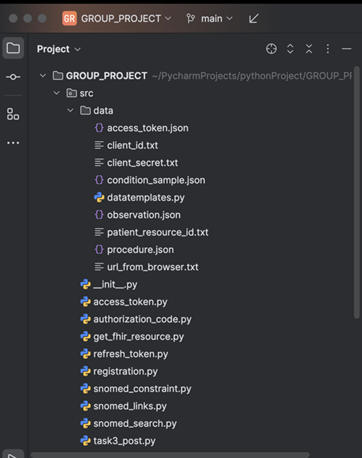 GR GROUP_PROJECT main
Project
GROUP_PROJECT ~/PycharmProjects/pythonProject/GROUP_PF
src
data
access_token.json
client_id.txt
client_secret.txt
condition_sample.json
datatemplates.py
observation.json
patient_resource_id.txt
procedure.json
url_from_browser.txt
__init__.py
access_token.py
authorization_code.py
get_fhir_resource.py
refresh_token.py
registration.py
snomed_constraint.py
snomed_links.py
snomed_search.py
task3_post.py